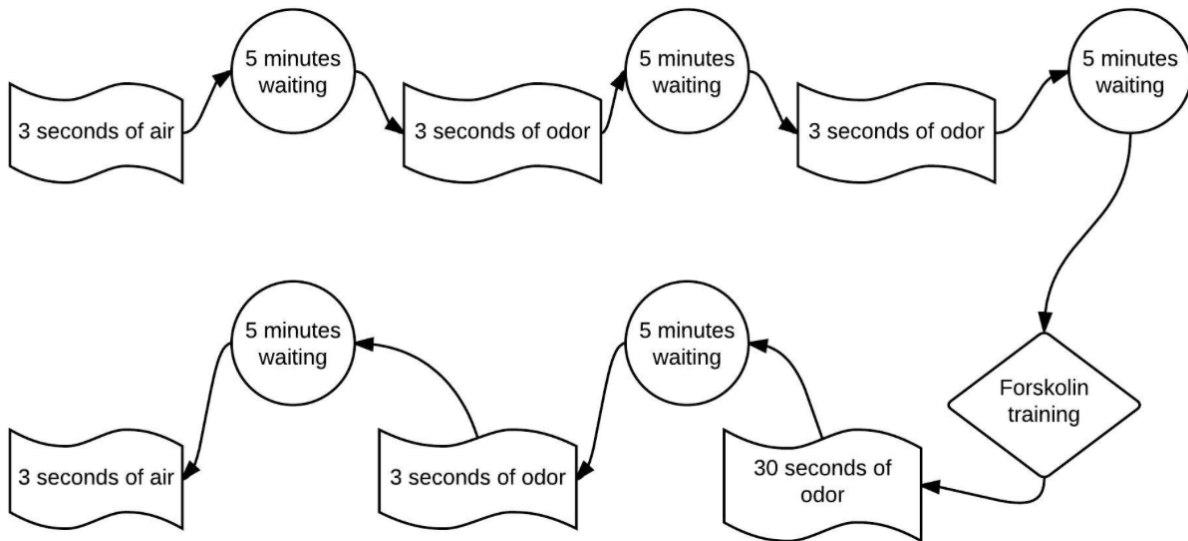 5 minutes
waiting
5 minutes
waiting
5 minutes
waiting
3 seconds of air
3 seconds of odor
3 seconds of odor
5 minutes
waiting
5 minutes
waiting
Forskolin
training
3 seconds of air
3 seconds of odor
30 seconds of
odor